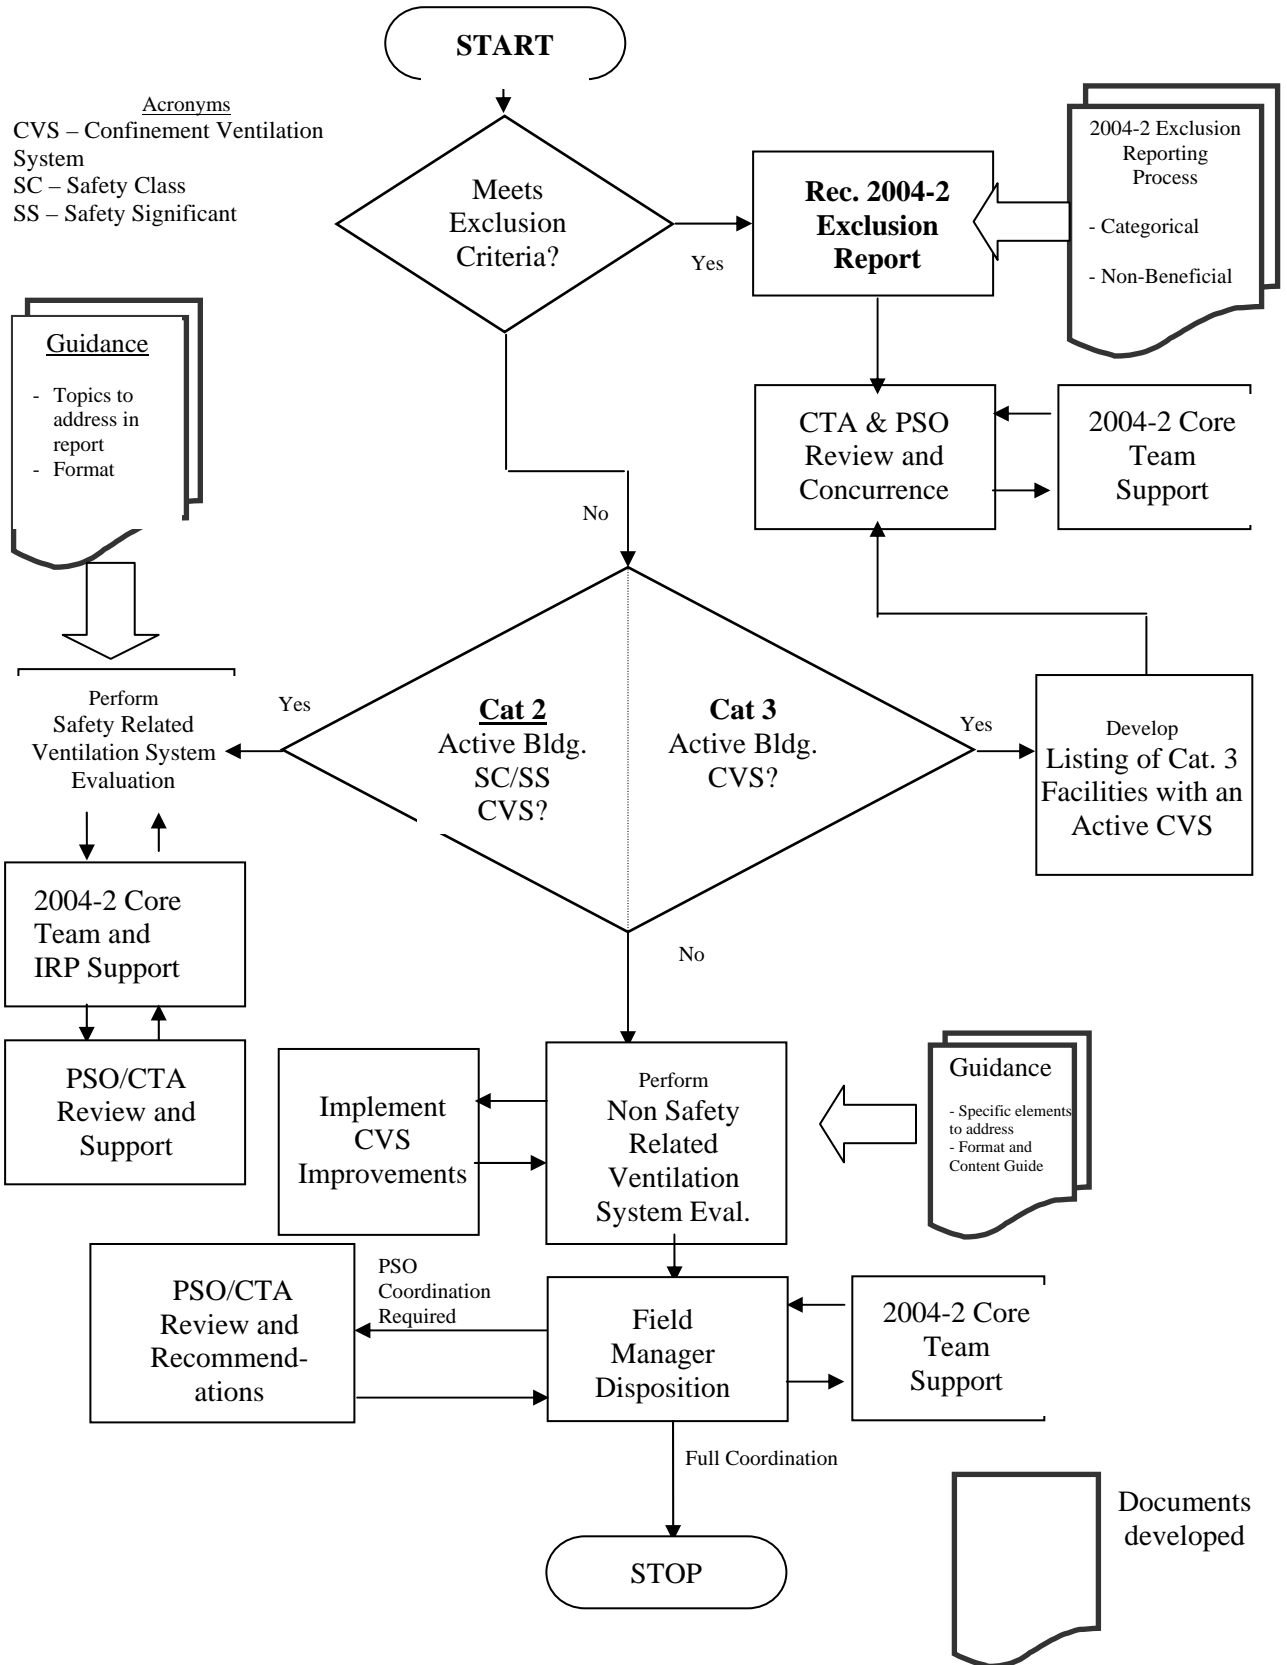 START
Acronyms
CVS – Confinement Ventilation
System
SC – Safety Class
SS – Safety Significant
Meets
Exclusion
Criteria?
Yes
Rec. 2004-2
Exclusion
Report
2004-2 Exclusion
Reporting
Process
- Categorical
- Non-Beneficial
Guidance
- Topics to
address in
report
- Format
CTA & PSO
Review and
Concurrence
2004-2 Core
Team
Support
No
Perform
Safety Related
Ventilation System
Evaluation
Yes
Cat 2
Active Bldg.
SC/SS
CVS?
Cat 3
Active Bldg.
CVS?
Yes
Develop
Listing of Cat. 3
Facilities with an
Active CVS
2004-2 Core
Team and
IRP Support
No
PSO/CTA
Review and
Support
Implement
CVS
Improvements
Perform
Non Safety
Related
Ventilation
System Eval.
Guidance
- Specific elements
to address
- Format and
Content Guide
PSO/CTA
Review and
Recommend-
ations
PSO
Coordination
Required
Field
Manager
Disposition
2004-2 Core
Team
Support
Full Coordination
STOP
Documents
developed